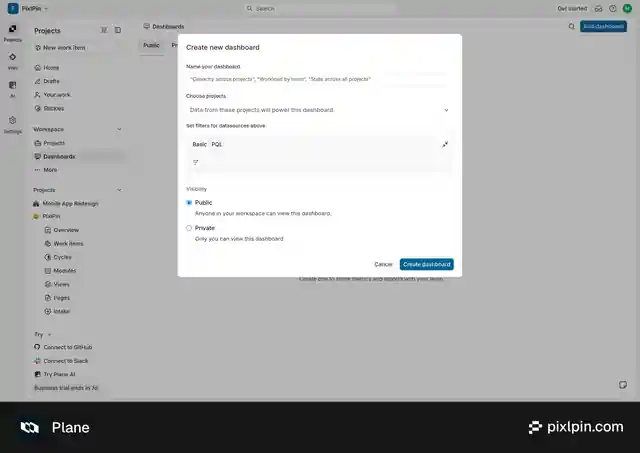 PixlPin
Search
Get started
M
Projects
Wiki
AI
Settings
Projects
New work item
Home
Drafts
Your work
Stickies
Workspace
Projects
Dashboards
More
Projects
Mobile App Redesign
PixlPin
Overview
Work items
Cycles
Modules
Views
Pages
Intake
Try
Connect to GitHub
Connect to Slack
Try Plane AI
Business trial ends in 7d
Dashboards
Add dashboard
Public
Create new dashboard
Name your dashboard
"Capacity across projects", "Workload by team", "State across all projects"
Choose projects
Data from these projects will power this dashboard.
Set filters for datasources above
Basic PQL
Visibility
Public
Anyone in your workspace can view this dashboard.
Private
Only you can view this dashboard
Cancel
Create dashboard
Plane
pixlpin.com